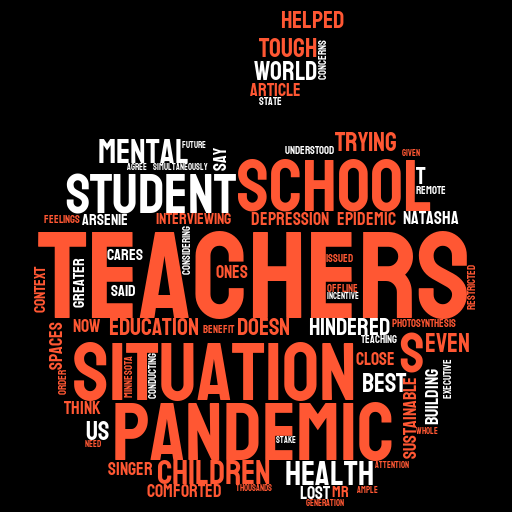 HELPED
TOUGH
CONCERNS
WORLD
ARTICLE
STATE
TRYING
MENTAL
FUTURE
SAY
UNDERSTOOD
GIVEN
AGREE
SIMULTANEOUSLY
STUDENT
SCHOOL
T
REMOTE
FEELINGS
ARSENIE
INTERVIEWING
DEPRESSION
EPIDEMIC
NATASHA
TEACHERS
CARES
CONSIDERING
ONES
ISSUED
OFFLINE
INCENTIVE
RESTRICTED
CONTEXT
GREATER
SAID
SPACES
NOW
EDUCATION
BENEFIT
DOESN
HINDERED
PHOTOSYNTHESIS
TEACHING
SITUATION
S
EVEN
CLOSE
MINNESOTA
CONDUCTING
ORDER
BEST
SUSTAINABLE
BUILDING
EXECUTIVE
THINK
PANDEMIC
US
NEED
STAKE
WHOLE
SINGER
CHILDREN
HEALTH
ATTENTION
COMFORTED
THOUSANDS
LOST
MR
AMPLE
GENERATION